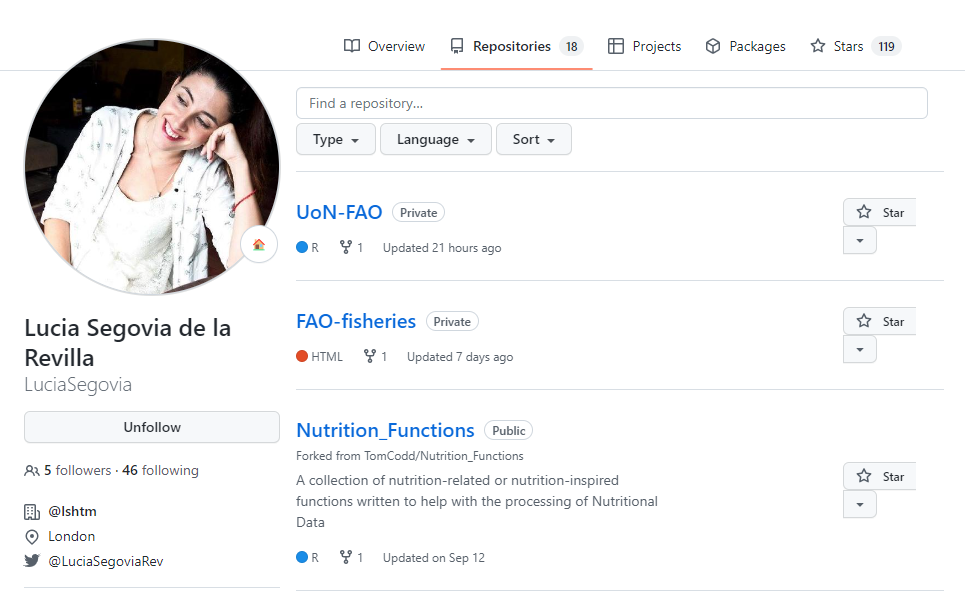 Overview Repositories 18 Projects Packages Stars 119
Find a repository...
Type Language Sort
UoN-FAO Private
Star
R 1 Updated 21 hours ago
FAO-fisheries Private
Star
HTML 1 Updated 7 days ago
Nutrition_Functions Public
Forked from TomCodd/Nutrition_Functions
A collection of nutrition-related or nutrition-inspired
functions written to help with the processing of Nutritional
Data
Star
R 1 Updated on Sep 12
Lucia Segovia de la
Revilla
LuciaSegovia
Unfollow
5 followers · 46 following
@lshtm
London
@LuciaSegoviaRev